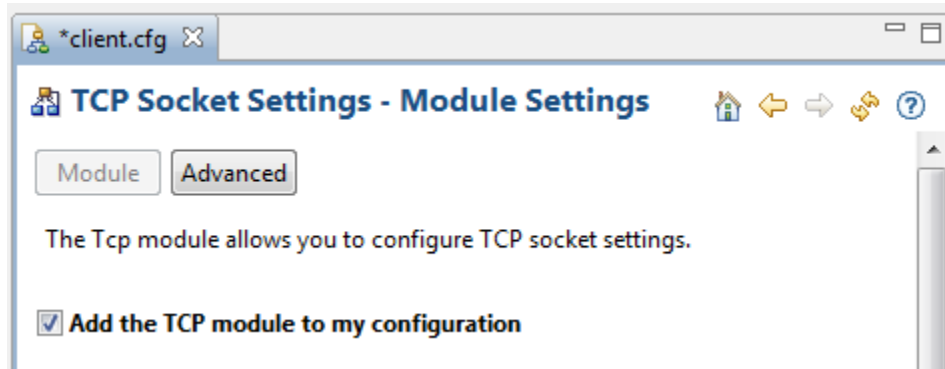 *client.cfg
TCP Socket Settings - Module Settings
Module Advanced
The Tcp module allows you to configure TCP socket settings.
Add the TCP module to my configuration